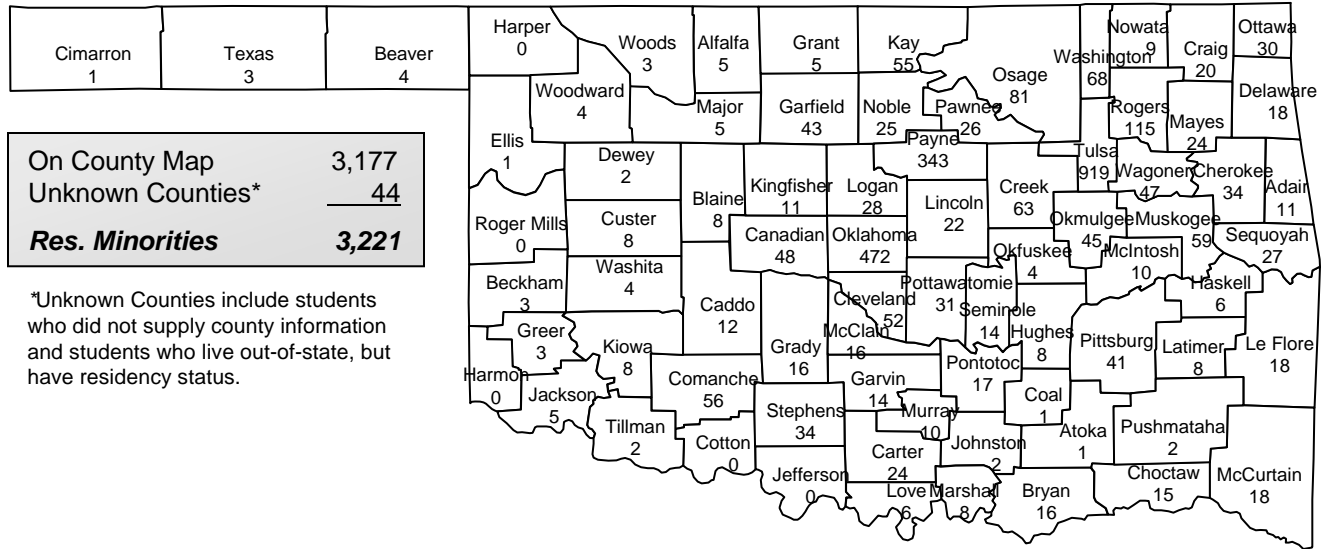 Cimarron
1
Texas
3
Beaver
4
Harper
0
Woods
3
Alfalfa
5
Grant
5
Kay
55
Osage
81
Washington
68
Nowata
9
Craig
20
Ottawa
30
Woodward
4
Major
5
Garfield
43
Noble
25
Pawnee
26
Rogers
115
Mayes
24
Delaware
18
Ellis
1
Dewey
2
Blaine
8
Kingfisher
11
Logan
28
Payne
343
Lincoln
22
Creek
63
Tulsa
919
Wagoner
47
Cherokee
34
Adair
11
Roger Mills
0
Custer
8
Canadian
48
Oklahoma
472
Okfuskee
4
Okmulgee
45
Muskogee
59
McIntosh
10
Sequoyah
27
Beckham
3
Washita
4
Caddo
12
Grady
16
Cleveland
52
McClain
16
Pottawatomie
31
Seminole
14
Hughes
8
Pittsburg
41
Haskell
6
Latimer
8
Le Flore
18
Greer
3
Kiowa
8
Harmon
0
Jackson
5
Comanche
56
Tillman
2
Cotton
0
Stephens
34
Jefferson
0
Garvin
14
Murray
10
Pontotoc
17
Coal
1
Atoka
1
Pushmataha
2
Carter
24
Johnston
2
Love
6
Marshall
8
Bryan
16
Choctaw
15
McCurtain
18
On County Map 3,177
Unknown Counties* 44
Res. Minorities 3,221
*Unknown Counties include students
who did not supply county information
and students who live out-of-state, but
have residency status.